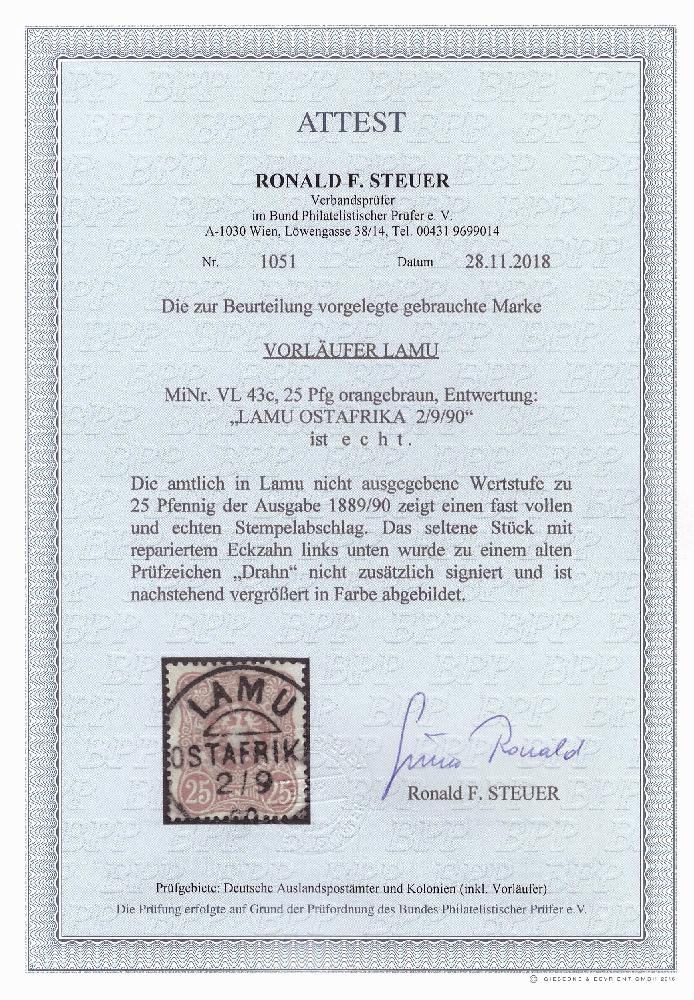 ATTEST
RONALD F. STEUER
Verbandsprüfer
im Bund Philatelistischer Prüfer e. V.
A-1030 Wien, Löwengasse 38/14, Tel. 00431 9699014
Nr. 1051 Datum 28.11.2018
Die zur Beurteilung vorgelegte gebrauchte Marke
VORLÄUFER LAMU
MiNr. VL 43c, 25 Pfg orangebraun, Entwertung:
„LAMU OSTAFRIKA 2/9/90“
ist e c h t .
Die amtlich in Lamu nicht ausgegebene Wertstufe zu
25 Pfennig der Ausgabe 1889/90 zeigt einen fast vollen
und echten Stempelabschlag. Das seltene Stück mit
repariertem Eckzahn links unten wurde zu einem alten
Prüfzeichen „Drahn“ nicht zusätzlich signiert und ist
nachstehend vergrößert in Farbe abgebildet.
LAMU
OSTAFRIK
2/9
25 25
Ronald
Ronald F. STEUER
Prüfgebiete: Deutsche Auslandspostämter und Kolonien (inkl. Vorläufer)
Die Prüfung erfolgte auf Grund der Prüfordnung des Bundes Philatelistischer Prüfer e.V.
© GIESECKE & DEVRIENT GMBH 2016